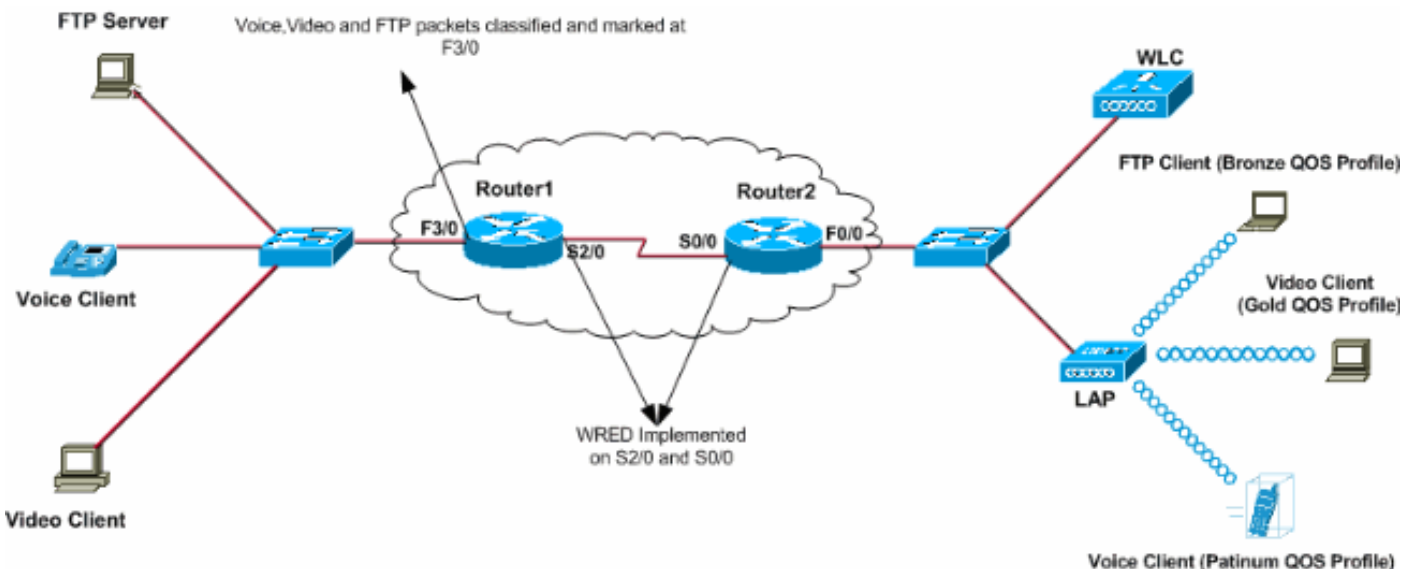 FTP Server
Voice,Video and FTP packets classified and marked at
F3/0
WLC
FTP Client (Bronze QOS Profile)
Router1
Router2
F3/0
S2/0
S0/0
F0/0
Voice Client
Video Client
(Gold QOS Profile)
LAP
WRED Implemented
on S2/0 and S0/0
Video Client
Voice Client (Patinum QOS Profile)